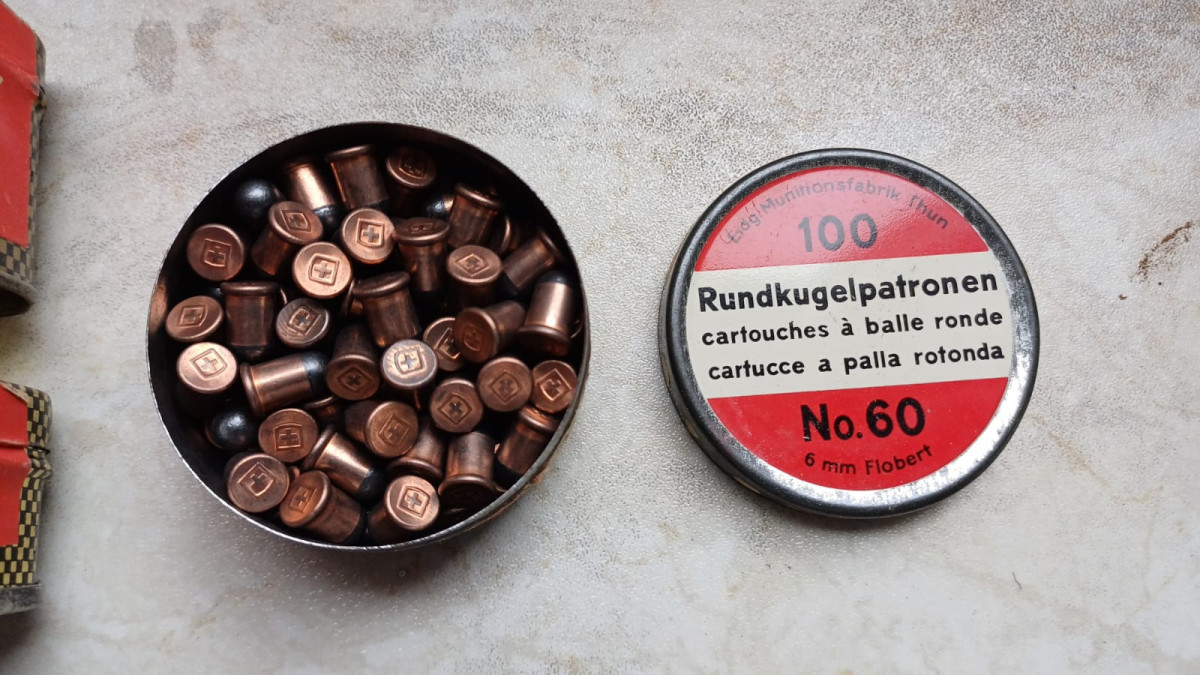 Eidg. Munitionsfabrik Thun
100
Rundkugelpatronen
cartouches à balle ronde
cartucce a palla rotonda
No. 60
6 mm Flobert